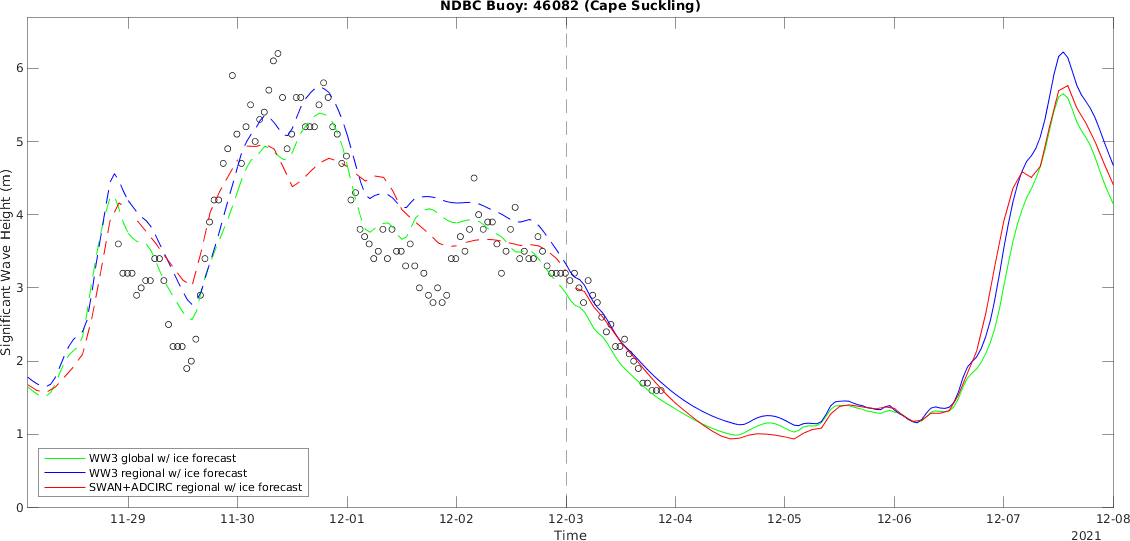 NDBC Buoy: 46082 (Cape Suckling)
Significant Wave Height (m)
6
5
4
3
2
1
0
WW3 global w/ ice forecast
WW3 regional w/ ice forecast
SWAN+ADCIRC regional w/ ice forecast
11-29 11-30 12-01 12-02 12-03 12-04 12-05 12-06 12-07 12-08
Time
2021